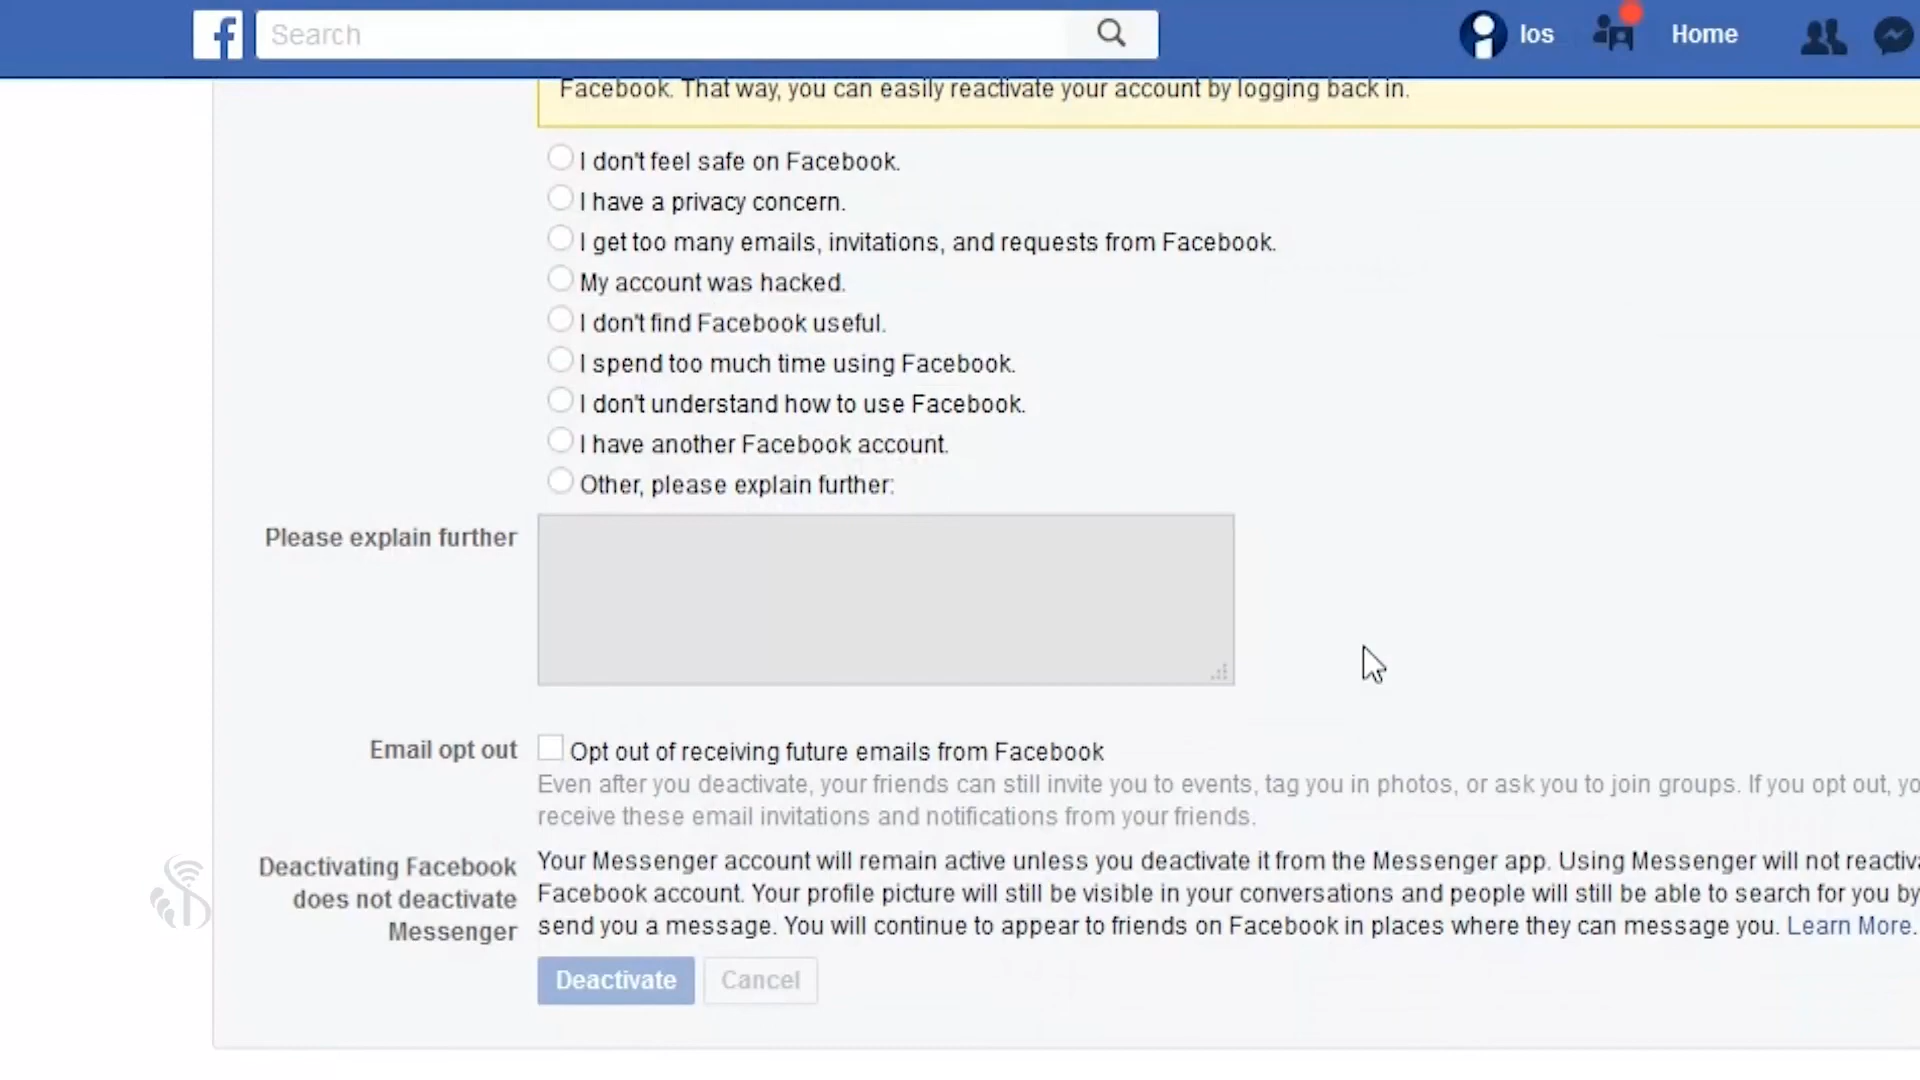 Search
Ios
Home
Facebook. That way, you can easily reactivate your account by logging back in.
I don't feel safe on Facebook.
I have a privacy concern.
I get too many emails, invitations, and requests from Facebook.
My account was hacked.
I don't find Facebook useful.
I spend too much time using Facebook.
I don't understand how to use Facebook.
I have another Facebook account.
Other, please explain further:
Please explain further
Email opt out
Opt out of receiving future emails from Facebook
Even after you deactivate, your friends can still invite you to events, tag you in photos, or ask you to join groups. If you opt out, yo
receive these email invitations and notifications from your friends.
Deactivating Facebook
does not deactivate
Messenger
Your Messenger account will remain active unless you deactivate it from the Messenger app. Using Messenger will not reactiva
Facebook account. Your profile picture will still be visible in your conversations and people will still be able to search for you by
send you a message. You will continue to appear to friends on Facebook in places where they can message you. Learn More.
Deactivate
Cancel